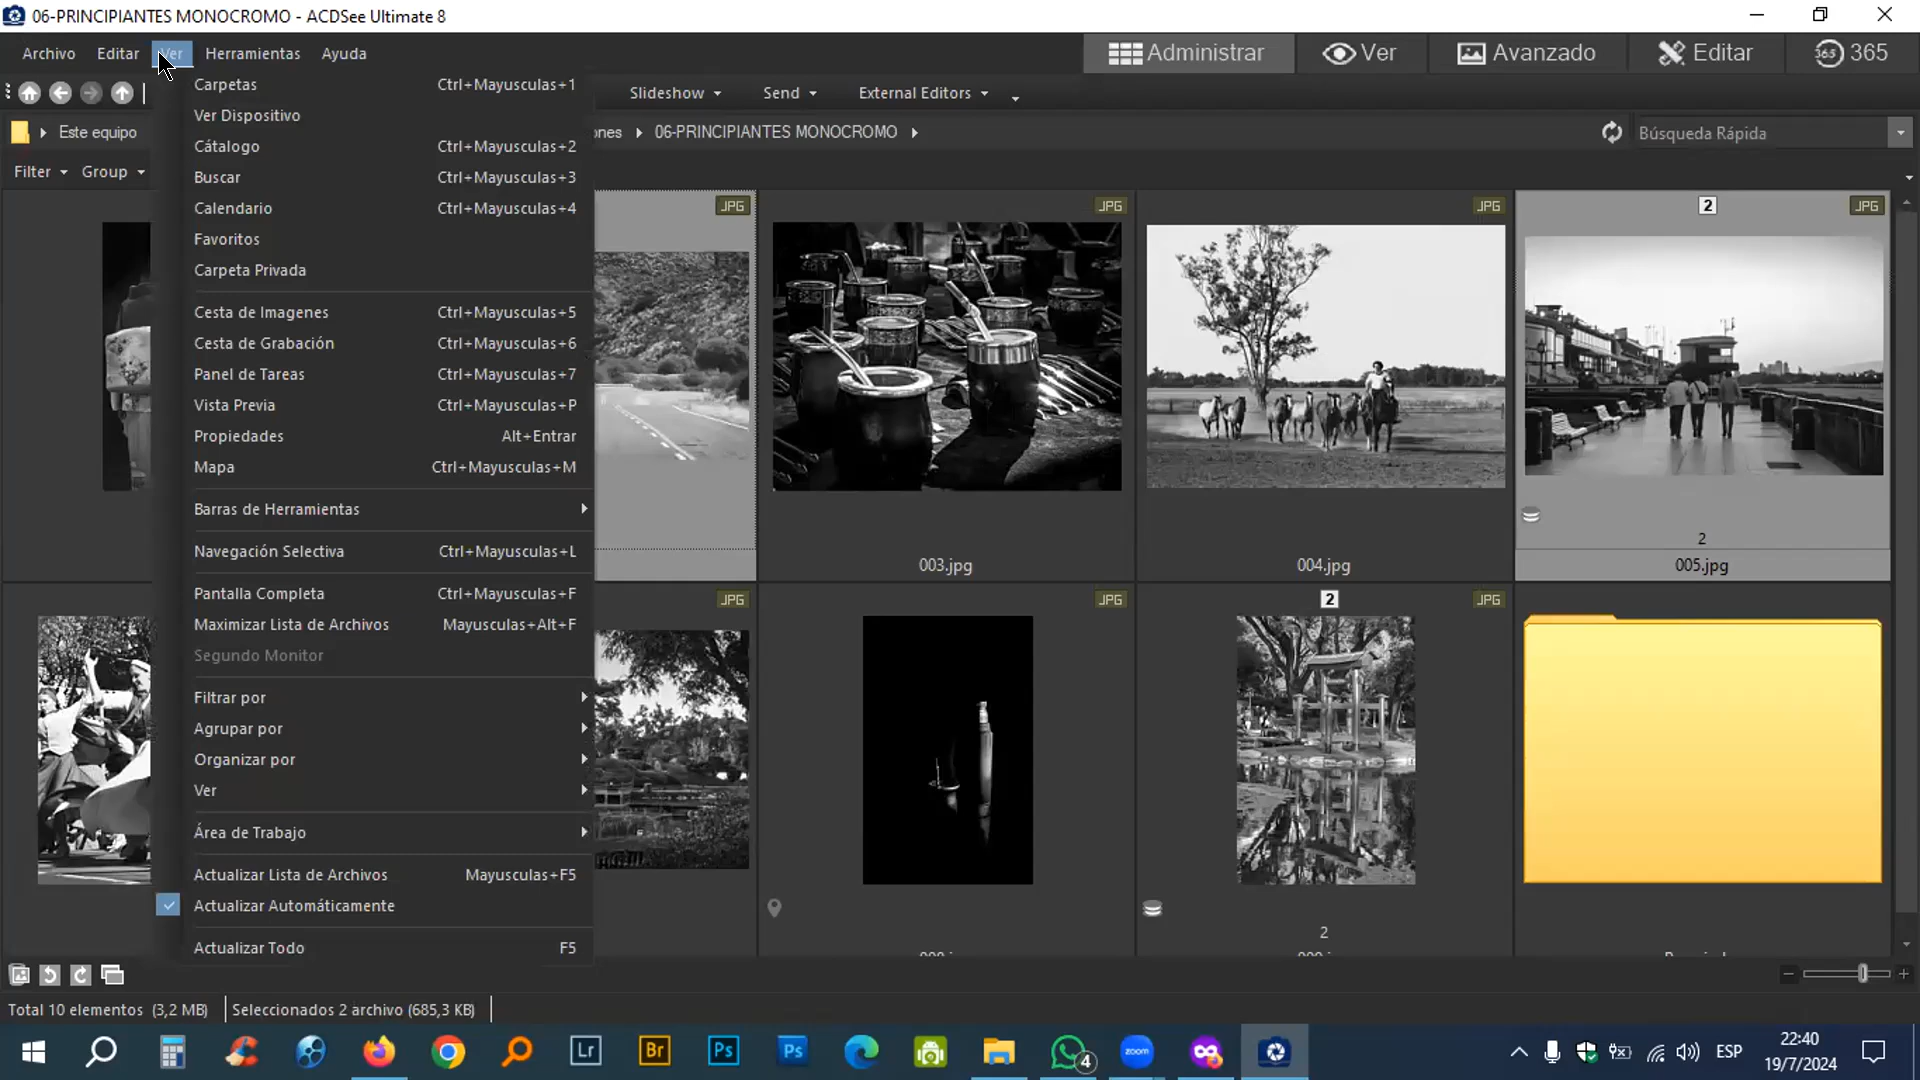 06-PRINCIPIANTES MONOCROMO - ACDSee Ultimate 8
Archivo Editar Ver Herramientas Ayuda
Administrar Ver Avanzado Editar 365 365
Slideshow Send External Editors
Este equipo
ones 06-PRINCIPIANTES MONOCROMO
Búsqueda Rápida
Filter Group
Carpetas Ctrl+Mayusculas+1
Ver Dispositivo
Cátalogo Ctrl+Mayusculas+2
Buscar Ctrl+Mayusculas+3
Calendario Ctrl+Mayusculas+4
Favoritos
Carpeta Privada
Cesta de Imagenes Ctrl+Mayusculas+5
Cesta de Grabación Ctrl+Mayusculas+6
Panel de Tareas Ctrl+Mayusculas+7
Vista Previa Ctrl+Mayusculas+P
Propiedades Alt+Entrar
Mapa Ctrl+Mayusculas+M
Barras de Herramientas
Navegación Selectiva Ctrl+Mayusculas+L
Pantalla Completa Ctrl+Mayusculas+F
Maximizar Lista de Archivos Mayusculas+Alt+F
Segundo Monitor
Filtrar por
Agrupar por
Organizar por
Ver
Área de Trabajo
Actualizar Lista de Archivos Mayusculas+F5
Actualizar Automáticamente
Actualizar Todo F5
JPG JPG JPG 2 JPG
2
003.jpg 004.jpg 005.jpg
JPG JPG 2 JPG
2
Total 10 elementos (3,2 MB) Seleccionados 2 archivo (685,3 KB)
Lr Br Ps Ps 4 zoom ESP
22:40
19/7/2024